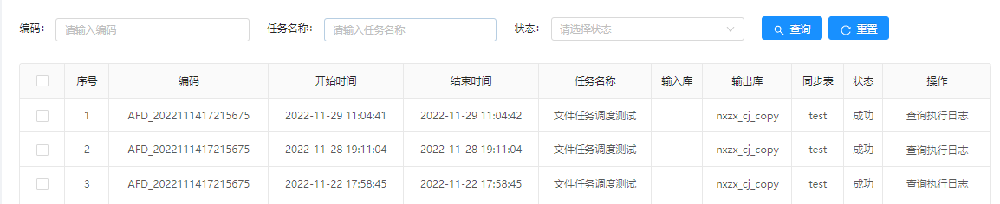 编码： 请输入编码 任务名称： 请输入任务名称 状态： 请选择状态 查询 重置
序号 编码 开始时间 结束时间 任务名称 输入库 输出库 同步表 状态 操作
1 AFD_2022111417215675 2022-11-29 11:04:41 2022-11-29 11:04:42 文件任务调度测试 nxzx_cj_copy test 成功 查询执行日志
2 AFD_2022111417215675 2022-11-28 19:11:04 2022-11-28 19:11:04 文件任务调度测试 nxzx_cj_copy test 成功 查询执行日志
3 AFD_2022111417215675 2022-11-22 17:58:45 2022-11-22 17:58:45 文件任务调度测试 nxzx_cj_copy test 成功 查询执行日志